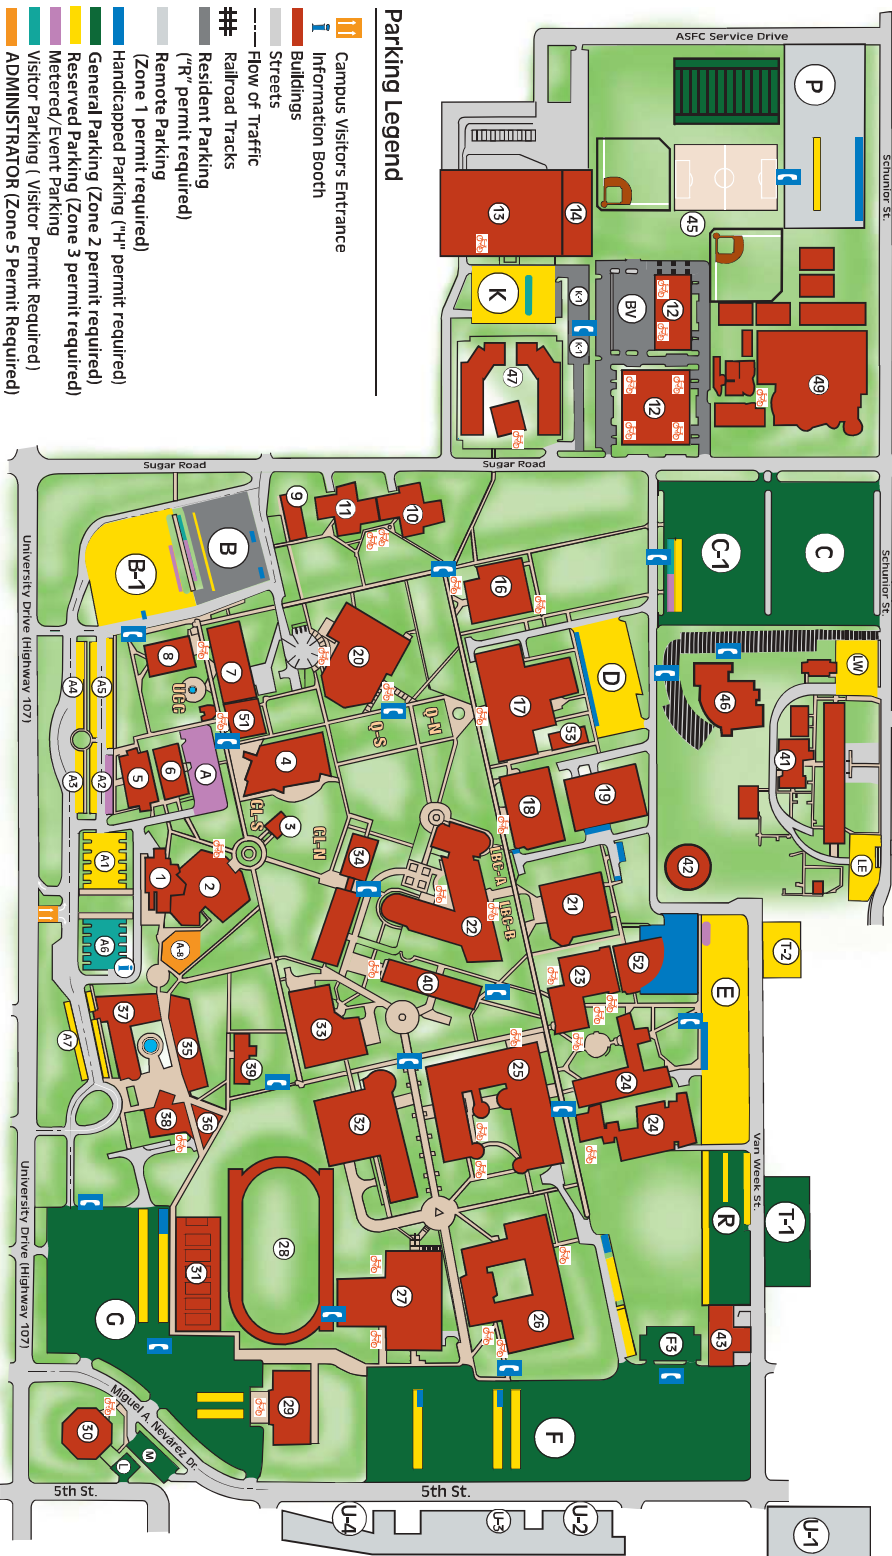 Parking Legend
Campus Visitors Entrance
Information Booth
Buildings
Streets
Flow of Traffic
Railroad Tracks
Resident Parking
("R" permit required)
Remote Parking
(Zone 1 permit required)
Handicapped Parking ("H" permit required)
General Parking (Zone 2 permit required)
Reserved Parking (Zone 3 permit required)
Metered/Event Parking
Visitor Parking ( Visitor Permit Required)
ADMINISTRATOR (Zone 5 Permit Required)
ASFC Service Drive
Schunior St.
P
45
14
13
K
K-1
K-1
BV
12
12
47
49
Sugar Road
Sugar Road
Schunior St.
University Drive (Highway 107)
B
B-1
9
11
10
16
C-1
C
LW
46
41
LE
42
D
17
53
20
7
8
UCC
51
Q-S
Q-N
A4
A5
A3
A2
5
6
A
4
3
CL-S
CL-N
18
19
34
LBC-A
LBC-R
22
21
A1
1
2
A6
A-8
i
23
52
E
T-2
40
33
37
35
A7
39
38
36
32
25
24
24
Van Week St.
R
T-1
28
31
G
27
26
F3
43
29
30
F
M
L
Miguel A. Nevárez Dr.
University Drive (Highway 107)
5th St.
5th St.
U-4
U-3
U-2
U-1